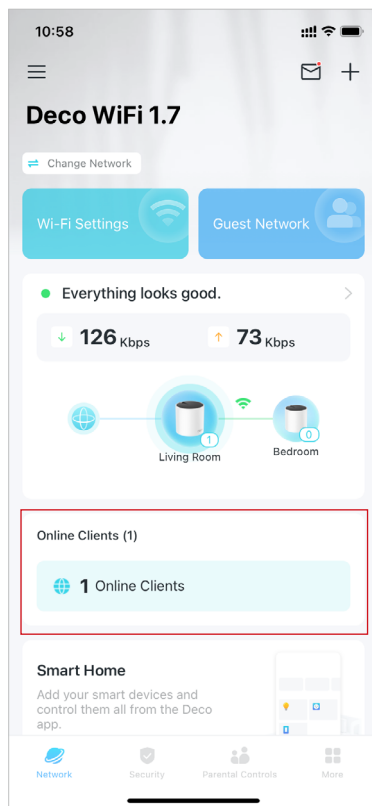 10:58
Deco WiFi 1.7
Change Network
Wi-Fi Settings
Guest Network
Everything looks good.
126 Kbps
73 Kbps
1
0
Living Room
Bedroom
Online Clients (1)
1 Online Clients
Smart Home
Add your smart devices and
control them all from the Deco
app.
Network
Security
Parental Controls
More